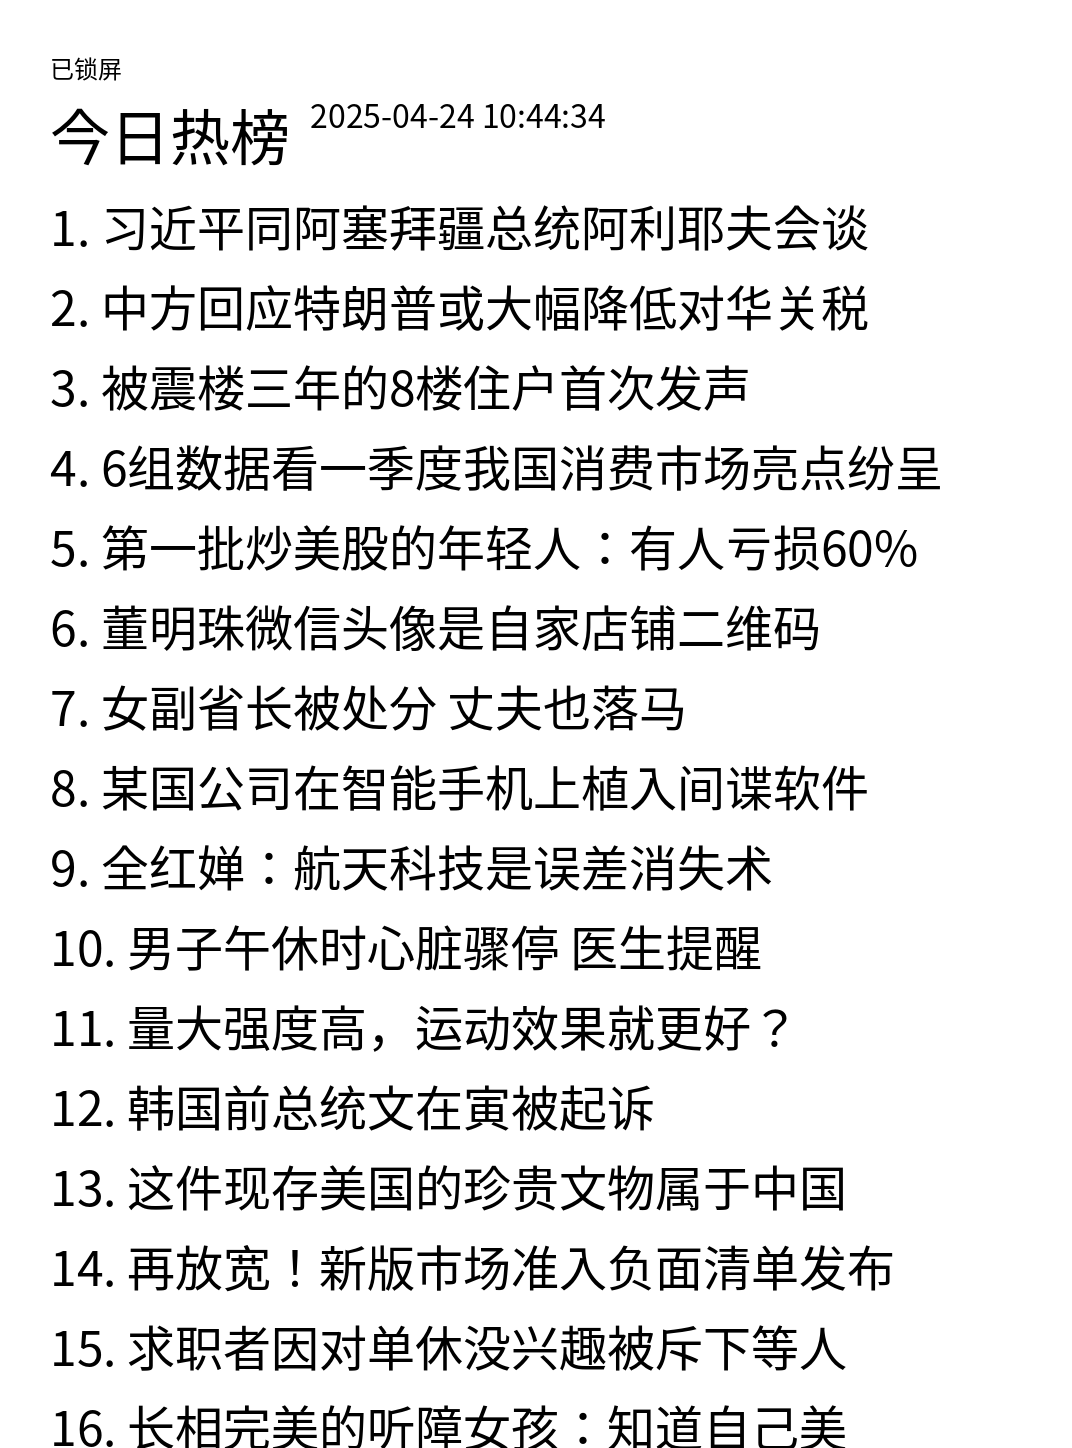 已锁屏
今日热榜 2025-04-24 10:44:34
1. 习近平同阿塞拜疆总统阿利耶夫会谈
2. 中方回应特朗普或大幅降低对华关税
3. 被震楼三年的8楼住户首次发声
4. 6组数据看一季度我国消费市场亮点纷呈
5. 第一批炒美股的年轻人：有人亏损60%
6. 董明珠微信头像是自家店铺二维码
7. 女副省长被处分 丈夫也落马
8. 某国公司在智能手机上植入间谍软件
9. 全红婵：航天科技是误差消失术
10. 男子午休时心脏骤停 医生提醒
11. 量大强度高，运动效果就更好？
12. 韩国前总统文在寅被起诉
13. 这件现存美国的珍贵文物属于中国
14. 再放宽！新版市场准入负面清单发布
15. 求职者因对单休没兴趣被斥下等人
16. 长相完美的听障女孩：知道自己美